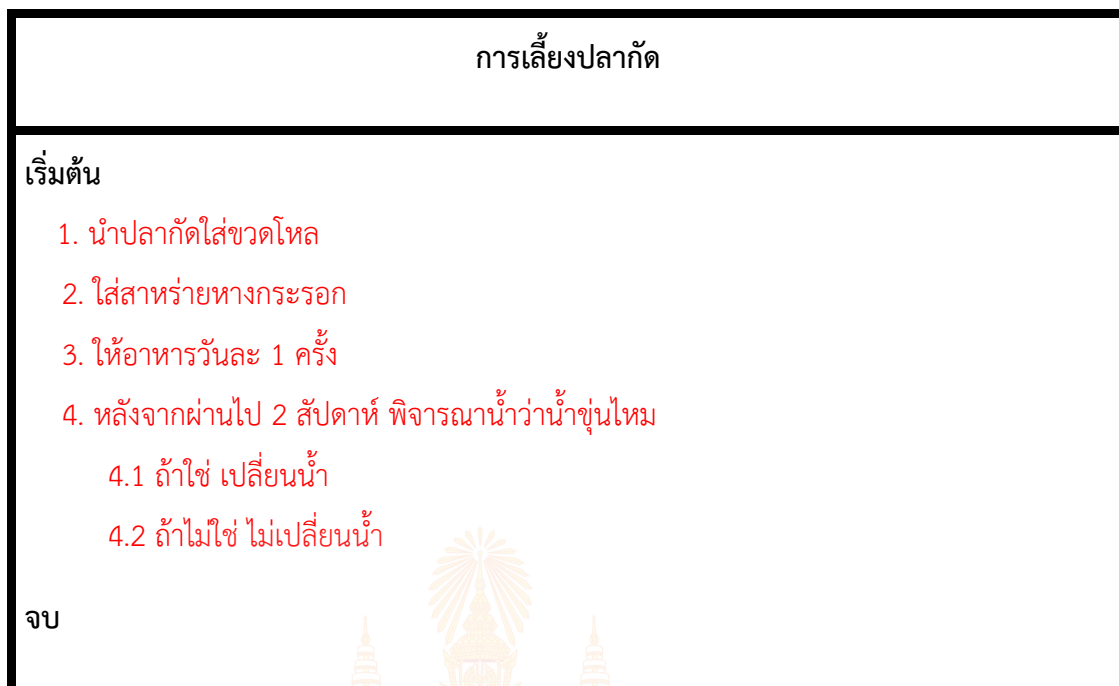 การเลี้ยงปลากัด
เริ่มต้น
1. นำปลากัดใส่ขวดโหล
2. ใส่สาหร่ายหางกระรอก
3. ให้อาหารวันละ 1 ครั้ง
4. หลังจากผ่านไป 2 สัปดาห์ พิจารณาน้ำว่าน้ำขุ่นไหม
4.1 ถ้าใช่ เปลี่ยนน้ำ
4.2 ถ้าไม่ใช่ ไม่เปลี่ยนน้ำ
จบ